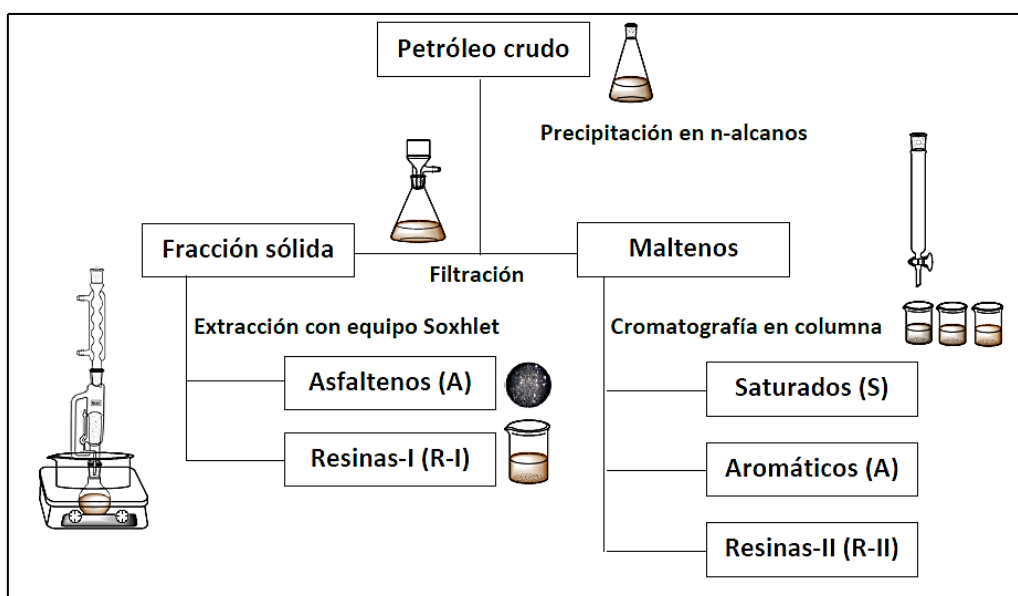 Petróleo crudo
Precipitación en n-alcanos
Fracción sólida
Maltenos
Filtración
Extracción con equipo Soxhlet
Cromatografía en columna
Asfaltenos (A)
Saturados (S)
Resinas-I (R-I)
Aromáticos (A)
Resinas-II (R-II)